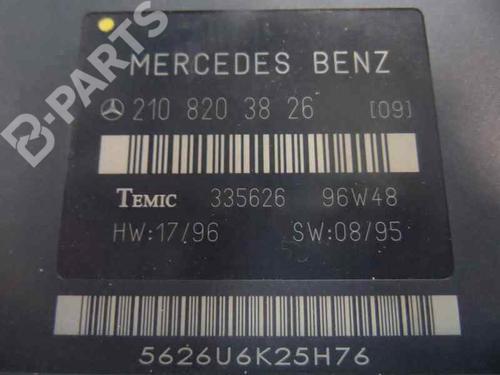 B-PARTS
MERCEDES BENZ
210 820 38 26 [09]
TEMIC 335626 96W48
HW:17/96 SW:08/95
5626U6K25H76